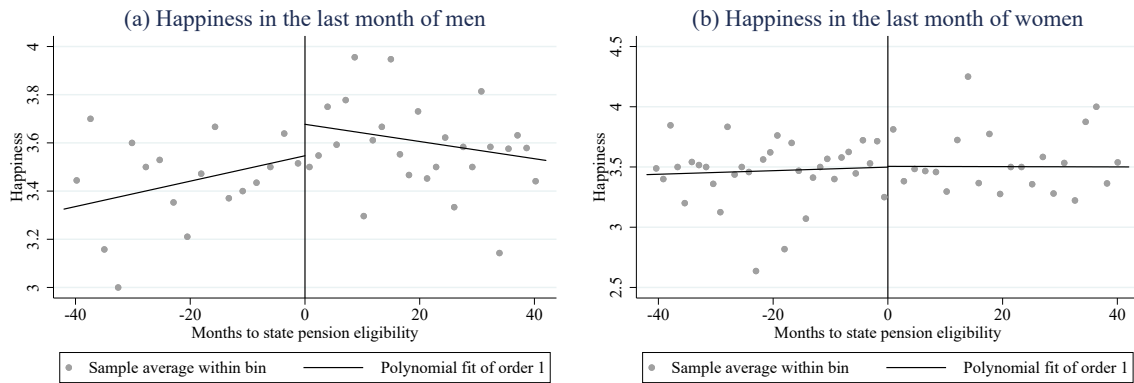 (a) Happiness in the last month of men
4
3.8
3.6
3.4
3.2
3
Happiness
-40 -20 0 20 40
Months to state pension eligibility
Sample average within bin Polynomial fit of order 1
(b) Happiness in the last month of women
4.5
4
3.5
3
2.5
Happiness
-40 -20 0 20 40
Months to state pension eligibility
Sample average within bin Polynomial fit of order 1